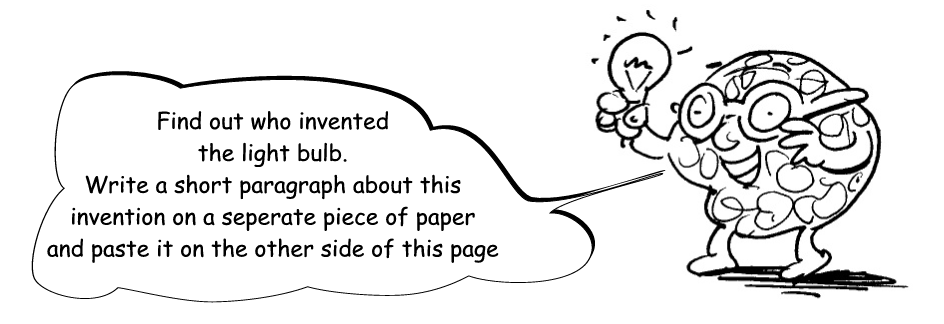 Find out who invented
the light bulb.
Write a short paragraph about this
invention on a seperate piece of paper
and paste it on the other side of this page